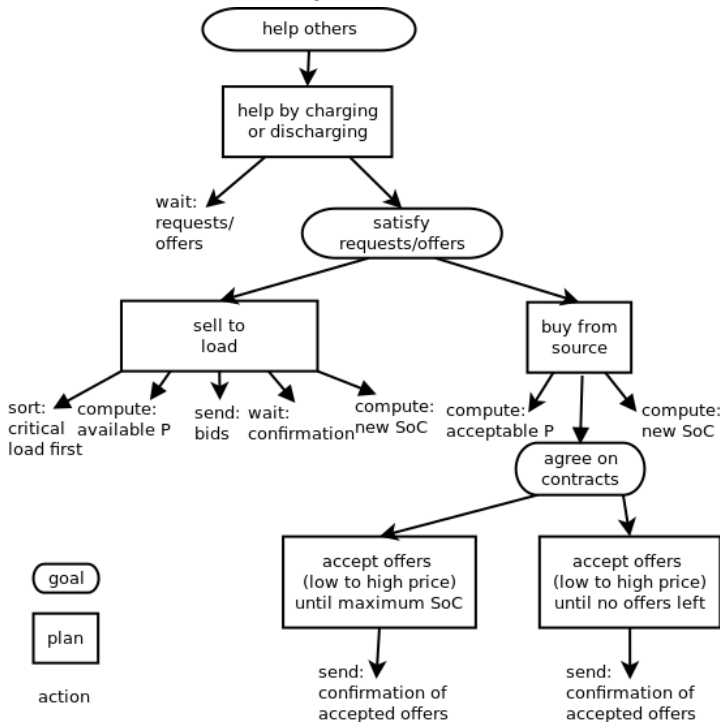 help others
help by charging
or discharging
wait:
requests/
offers
satisfy
requests/offers
sell to
load
buy from
source
sort:
critical
load first
compute:
available P
send:
bids
wait:
confirmation
compute:
new SoC
compute:
acceptable P
compute:
new SoC
agree on
contracts
accept offers
(low to high price)
until maximum SoC
accept offers
(low to high price)
until no offers left
send:
confirmation of
accepted offers
send:
confirmation of
accepted offers
goal
plan
action